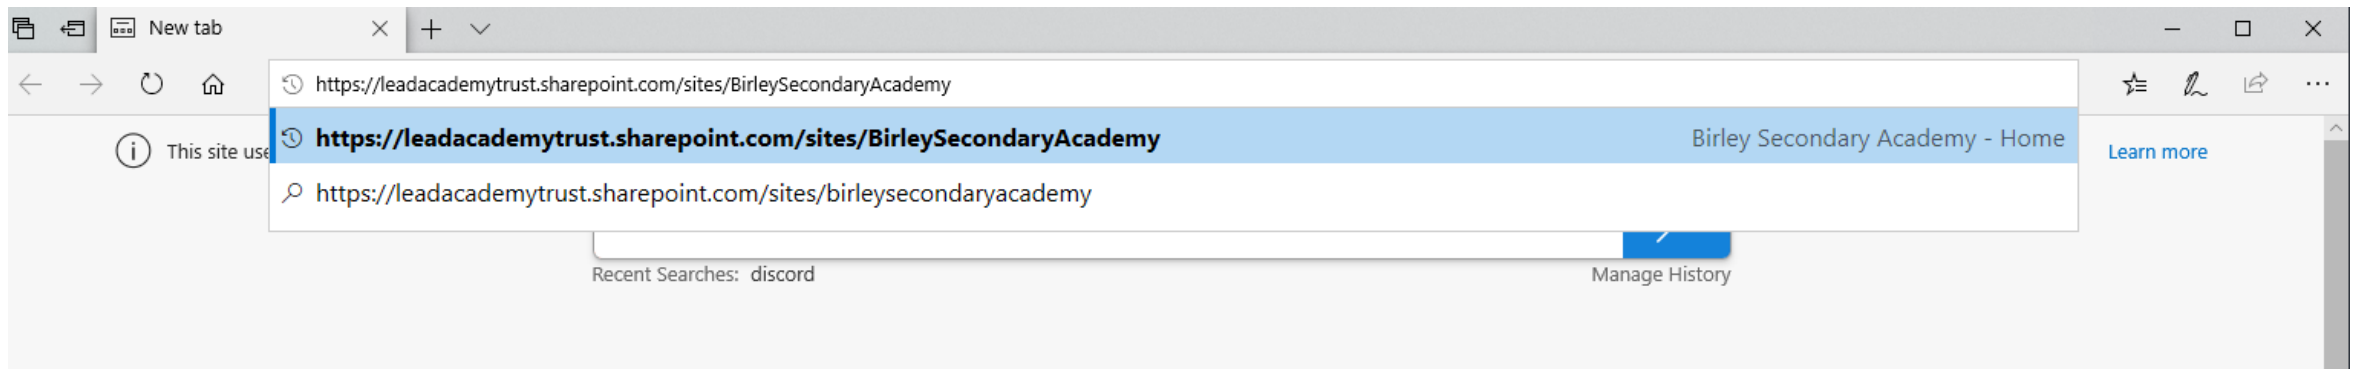 New tab
https://leadacademytrust.sharepoint.com/sites/BirleySecondaryAcademy
https://leadacademytrust.sharepoint.com/sites/BirleySecondaryAcademy Birley Secondary Academy - Home
This site use Learn more
https://leadacademytrust.sharepoint.com/sites/birleysecondaryacademy
Recent Searches: discord Manage History